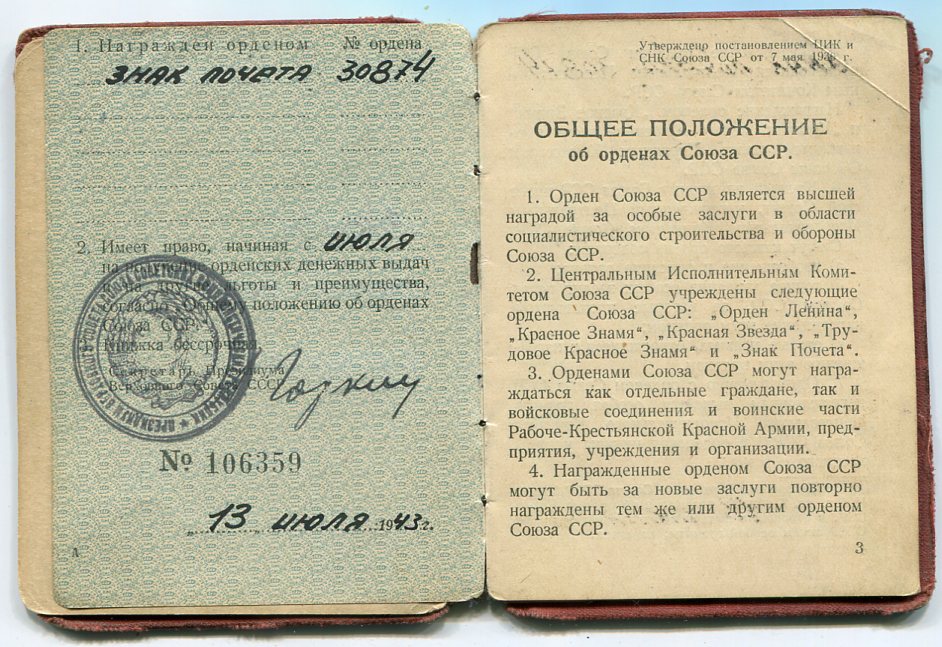 1. Награжден орденом № ордена
ЗНАК ПОЧЕТА 30874
2. Имеет право, начиная с ИЮЛЯ
на орденских денежных выдач
и на другие льготы и преимущества,
согласно Общему положению об орденах
Союза ССР.
Книжка бессрочная.
Секретарь Президиума
Верховного Совета СССР
№ 106359
„ 13 ИЮЛЯ 1943 г.
А
Утверждено постановлением ЦИК и
СНК Союза ССР от 7 мая г.
ОБЩЕЕ ПОЛОЖЕНИЕ
об орденах Союза ССР.
1. Орден Союза ССР является высшей
наградой за особые заслуги в области
социалистического строительства и обороны
Союза ССР.
2. Центральным Исполнительным Коми-
тетом Союза ССР учреждены следующие
ордена Союза ССР: „Орден Ленина“,
„Красное Знамя“, „Красная Звезда“, „Тру-
довое Красное Знамя“ и „Знак Почета“.
3. Орденами Союза ССР могут награ-
ждаться как отдельные граждане, так и
войсковые соединения и воинские части
Рабоче-Крестьянской Красной Армии, пред-
приятия, учреждения и организации.
4. Награжденные орденом Союза ССР
могут быть за новые заслуги повторно
награждены тем же или другим орденом
Союза ССР.
3